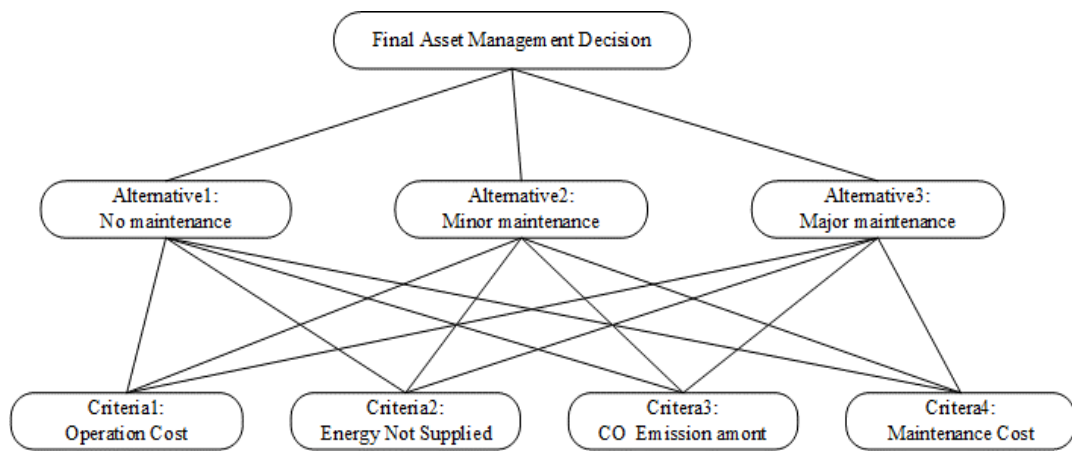 Final Asset Management Decision
Alternative1:
No maintenance
Alternative2:
Minor maintenance
Alternative3:
Major maintenance
Criteria1:
Operation Cost
Criteria2:
Energy Not Supplied
Critera3:
CO Emission amont
Critera4:
Maintenance Cost